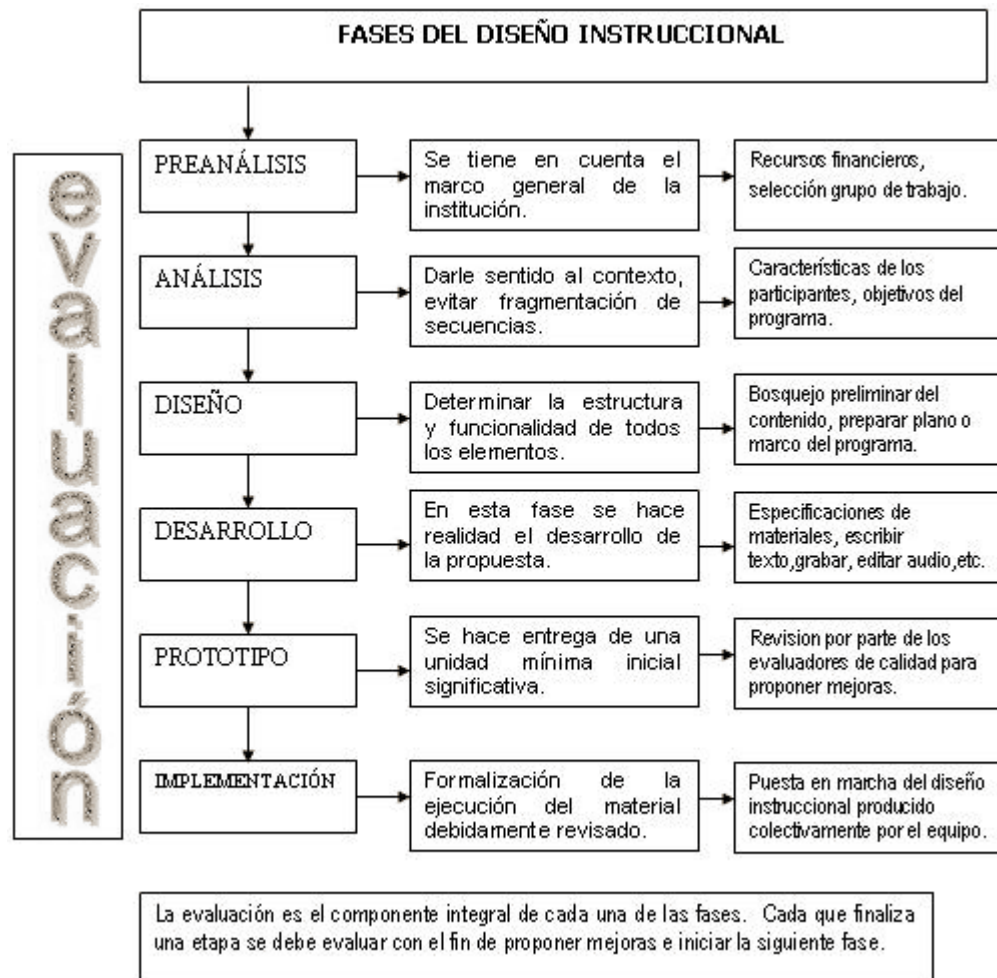 FASES DEL DISEÑO INSTRUCCIONAL
evaluación
PREANÁLISIS
Se tiene en cuenta el
marco general de la
institución.
Recursos financieros,
selección grupo de trabajo.
ANÁLISIS
Darle sentido al contexto,
evitar fragmentación de
secuencias.
Características de los
participantes, objetivos del
programa.
DISEÑO
Determinar la estructura
y funcionalidad de todos
los elementos.
Bosquejo preliminar del
contenido, preparar plano o
marco del programa.
DESARROLLO
En esta fase se hace
realidad el desarrollo de
la propuesta.
Especificaciones de
materiales, escribir
texto,grabar, editar audio,etc.
PROTOTIPO
Se hace entrega de una
unidad mínima inicial
significativa.
Revision por parte de los
evaluadores de calidad para
proponer mejoras.
IMPLEMENTACIÓN
Formalización de la
ejecución del material
debidamente revisado.
Puesta en marcha del diseño
instruccional producido
colectivamente por el equipo.
La evaluación es el componente integral de cada una de las fases. Cada que finaliza
una etapa se debe evaluar con el fin de proponer mejoras e iniciar la siguiente fase.